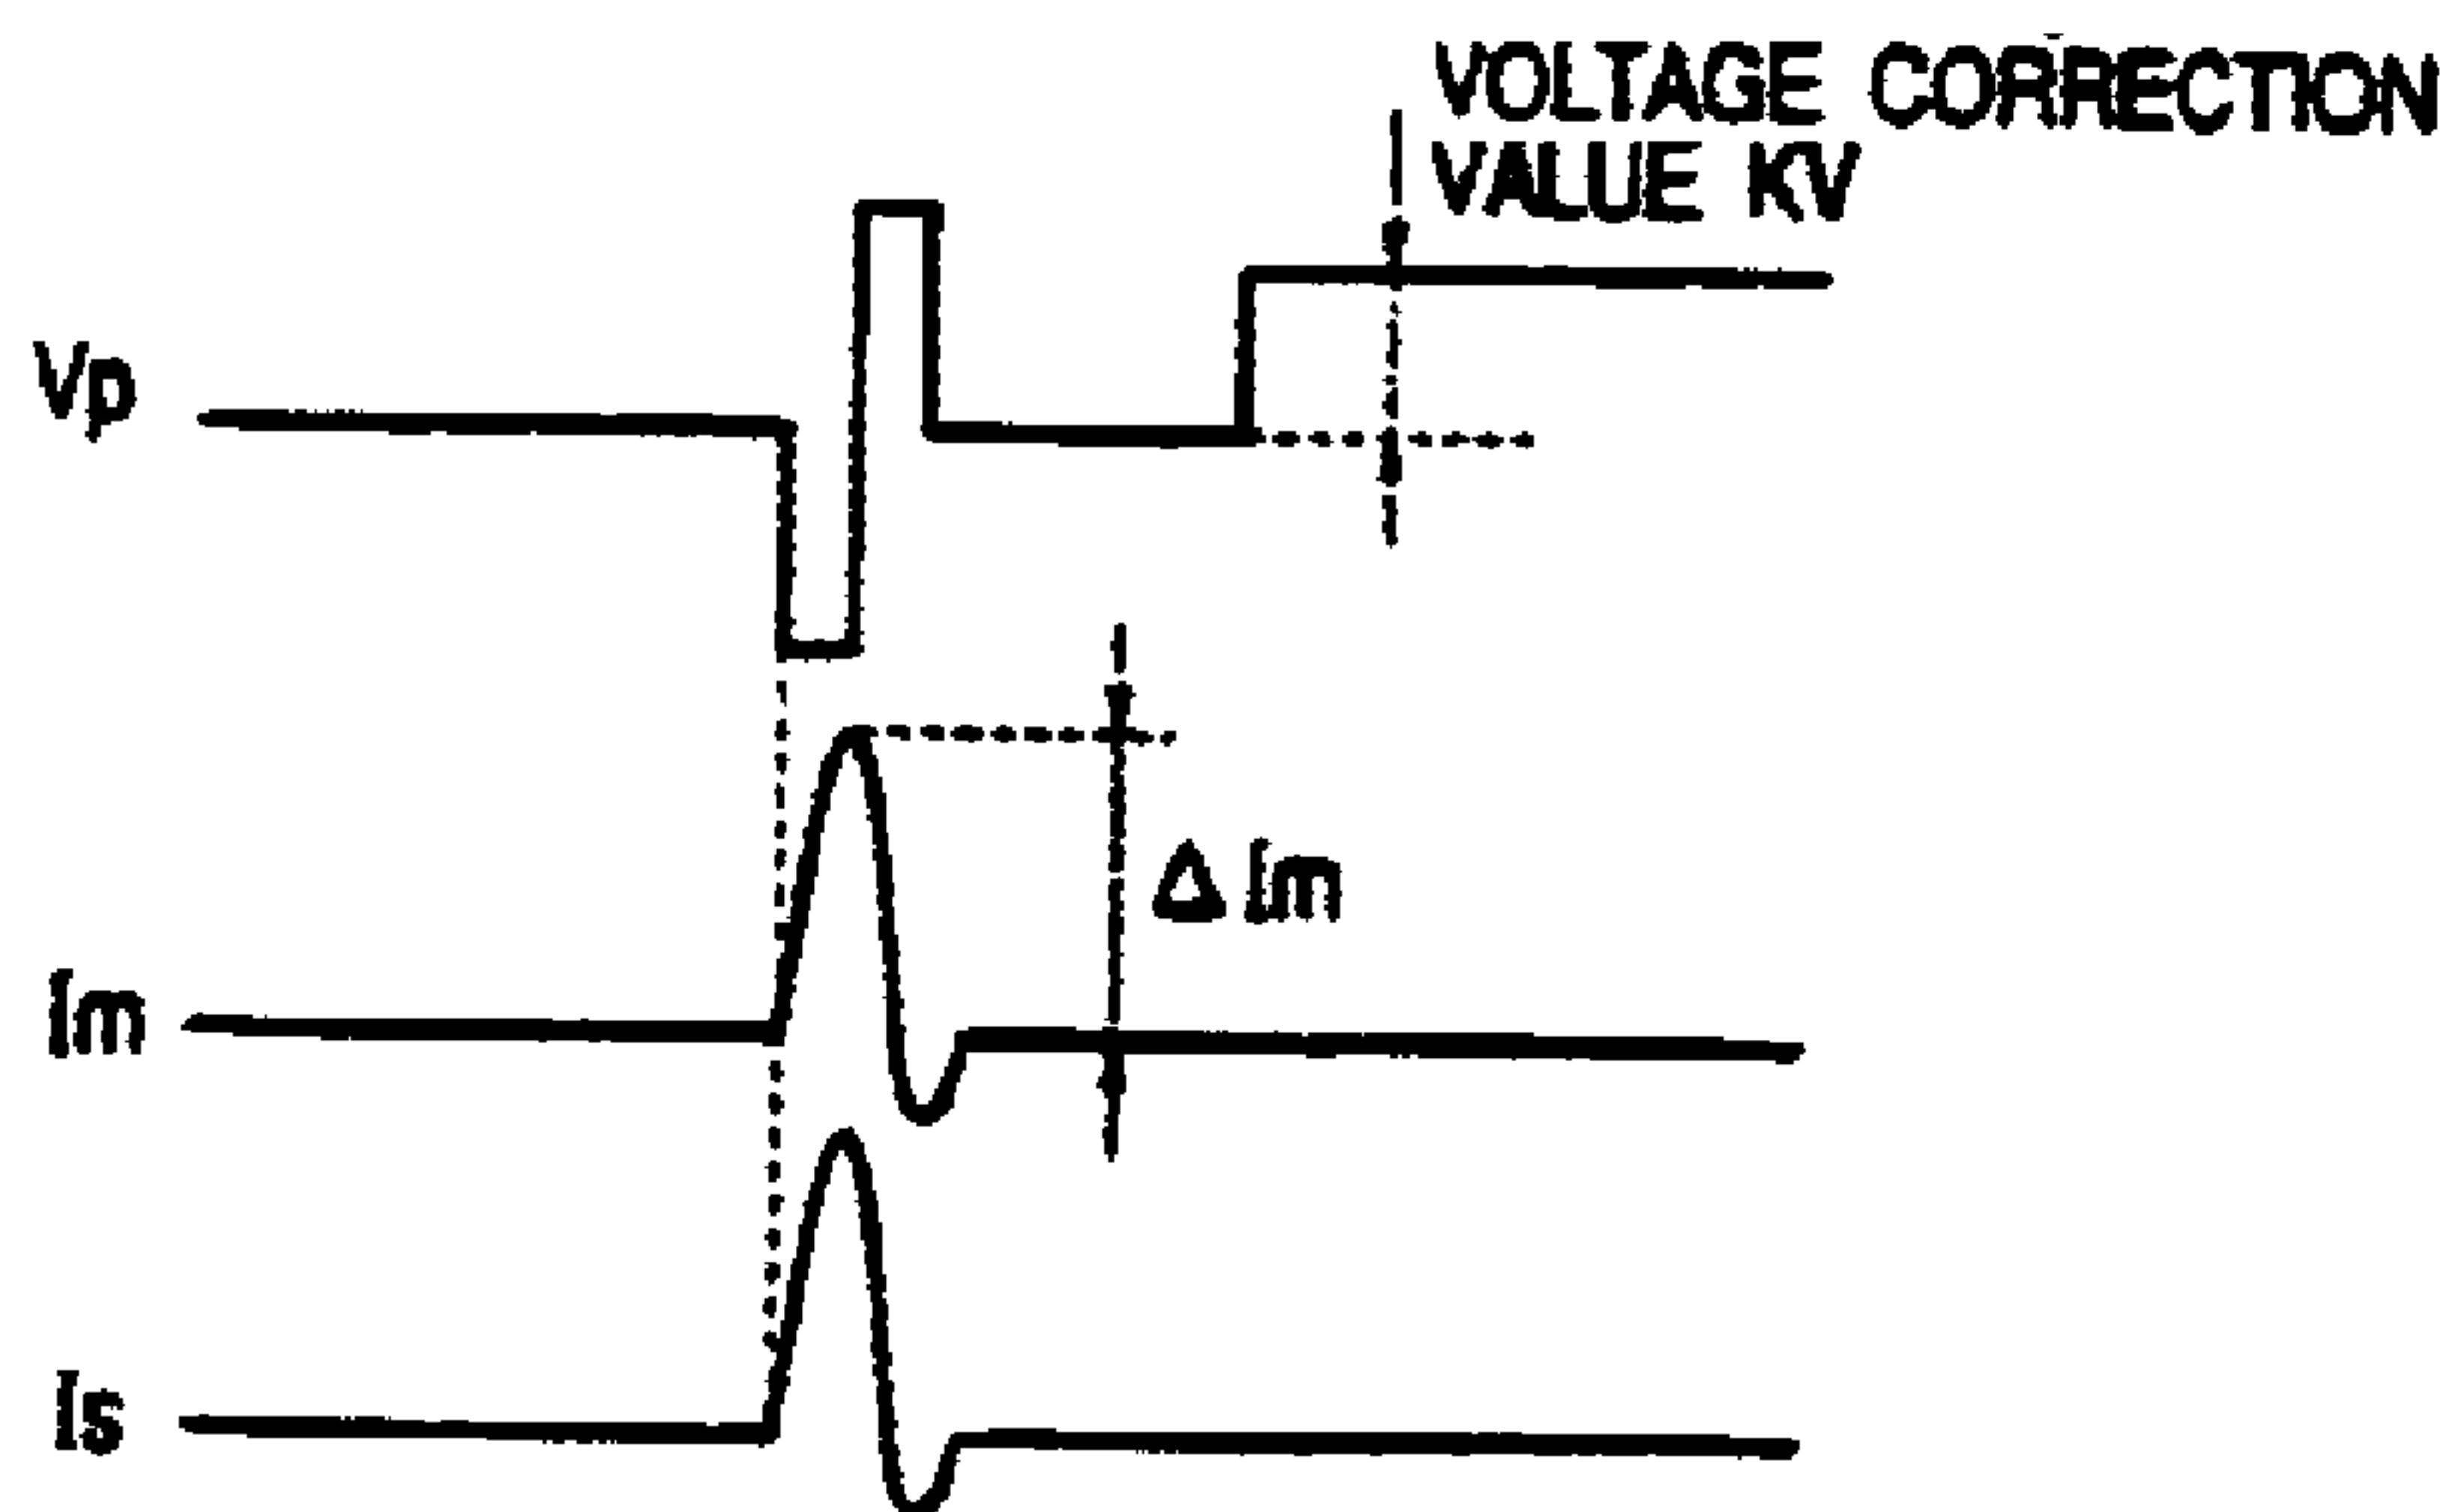 VOLTAGE CORRECTION
VALUE KV
Vp
Δ Im
Im
Is